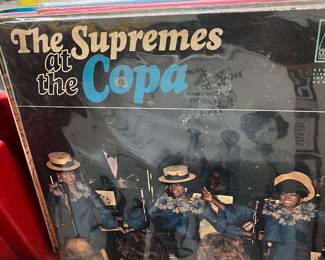 The Supremes
at
the Copa